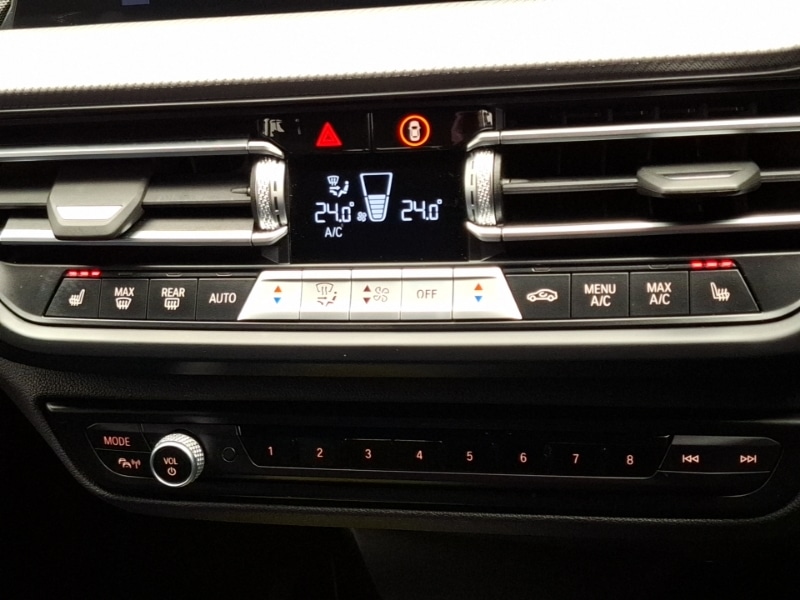 24.0° 24.0°
A/C
MAX REAR AUTO OFF MENU A/C MAX A/C
MODE
VOL
1 2 3 4 5 6 7 8